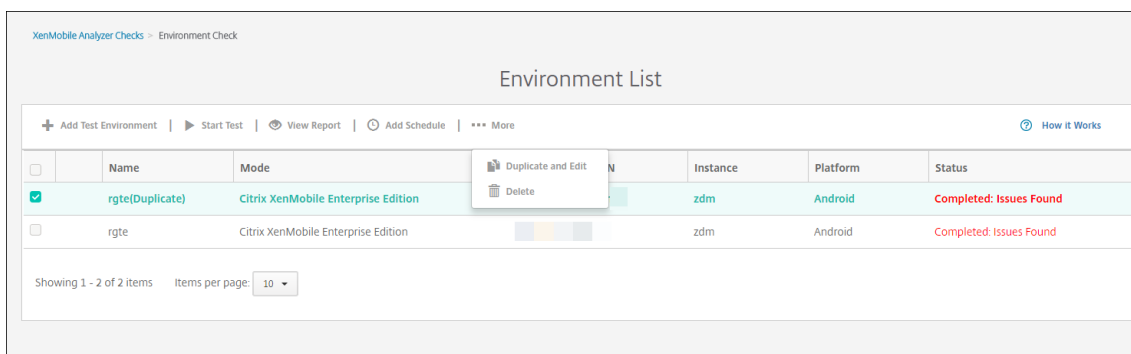 XenMobile Analyzer Checks > Environment Check
Environment List
Add Test Environment | Start Test | View Report | Add Schedule | ••• More How it Works
Name Mode N Instance Platform Status
Duplicate and Edit
Delete
rgte(Duplicate) Citrix XenMobile Enterprise Edition zdm Android Completed: Issues Found
rgte Citrix XenMobile Enterprise Edition zdm Android Completed: Issues Found
Showing 1 - 2 of 2 items Items per page: 10